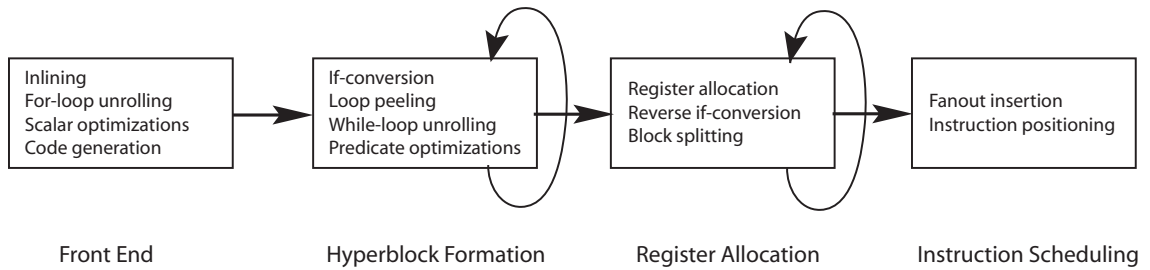 Inlining
For-loop unrolling
Scalar optimizations
Code generation
If-conversion
Loop peeling
While-loop unrolling
Predicate optimizations
Register allocation
Reverse if-conversion
Block splitting
Fanout insertion
Instruction positioning
Front End
Hyperblock Formation
Register Allocation
Instruction Scheduling